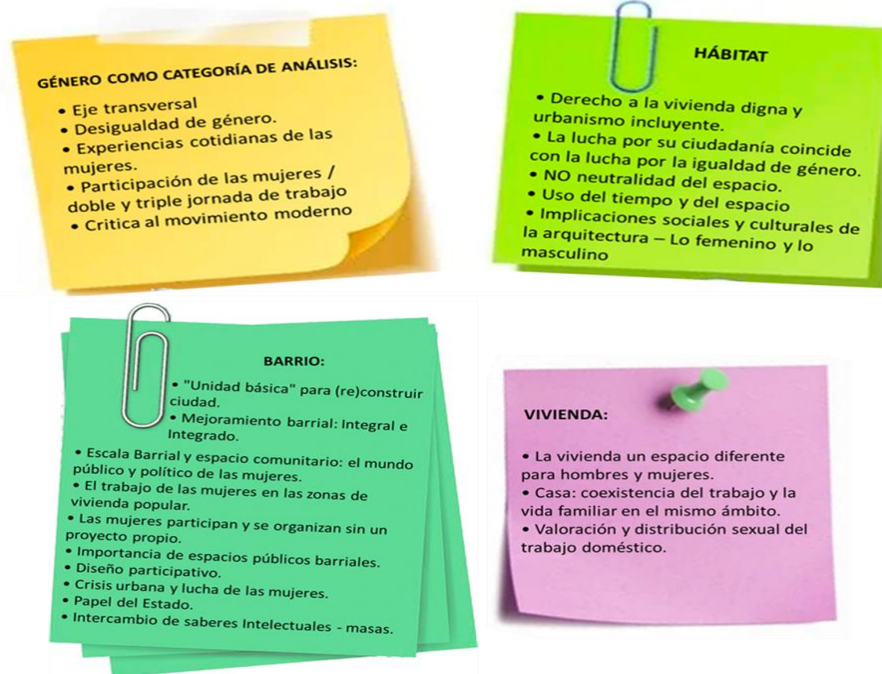 GÉNERO COMO CATEGORÍA DE ANÁLISIS:
• Eje transversal
• Desigualdad de género.
• Experiencias cotidianas de las
mujeres.
• Participación de las mujeres /
doble y triple jornada de trabajo
• Critica al movimiento moderno
HÁBITAT
• Derecho a la vivienda digna y
urbanismo incluyente.
• La lucha por su ciudadanía coincide
con la lucha por la igualdad de género.
• NO neutralidad del espacio.
• Uso del tiempo y del espacio
• Implicaciones sociales y culturales de
la arquitectura – Lo femenino y lo
masculino
BARRIO:
• "Unidad básica" para (re)construir
ciudad.
• Mejoramiento barrial: Integral e
Integrado.
• Escala Barrial y espacio comunitario: el mundo
público y político de las mujeres.
• El trabajo de las mujeres en las zonas de
vivienda popular.
• Las mujeres participan y se organizan sin un
proyecto propio.
• Importancia de espacios públicos barriales.
• Diseño participativo.
• Crisis urbana y lucha de las mujeres.
• Papel del Estado.
• Intercambio de saberes Intelectuales - masas.
VIVIENDA:
• La vivienda un espacio diferente
para hombres y mujeres.
• Casa: coexistencia del trabajo y la
vida familiar en el mismo ámbito.
• Valoración y distribución sexual del
trabajo doméstico.